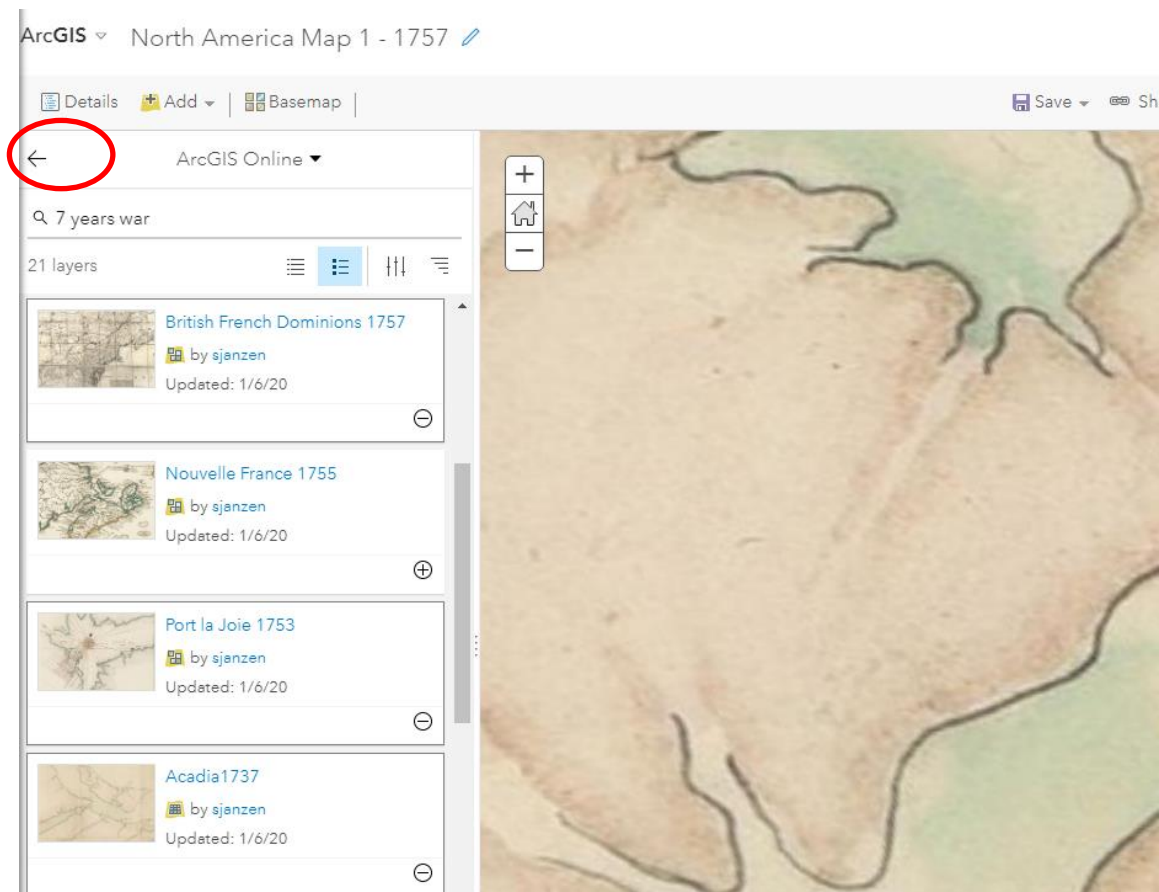 ArcGIS North America Map 1 - 1757
Details Add Basemap Save Sh
ArcGIS Online
7 years war
21 layers
British French Dominions 1757
by sjanzen
Updated: 1/6/20
Nouvelle France 1755
by sjanzen
Updated: 1/6/20
Port la Joie 1753
by sjanzen
Updated: 1/6/20
Acadia1737
by sjanzen
Updated: 1/6/20